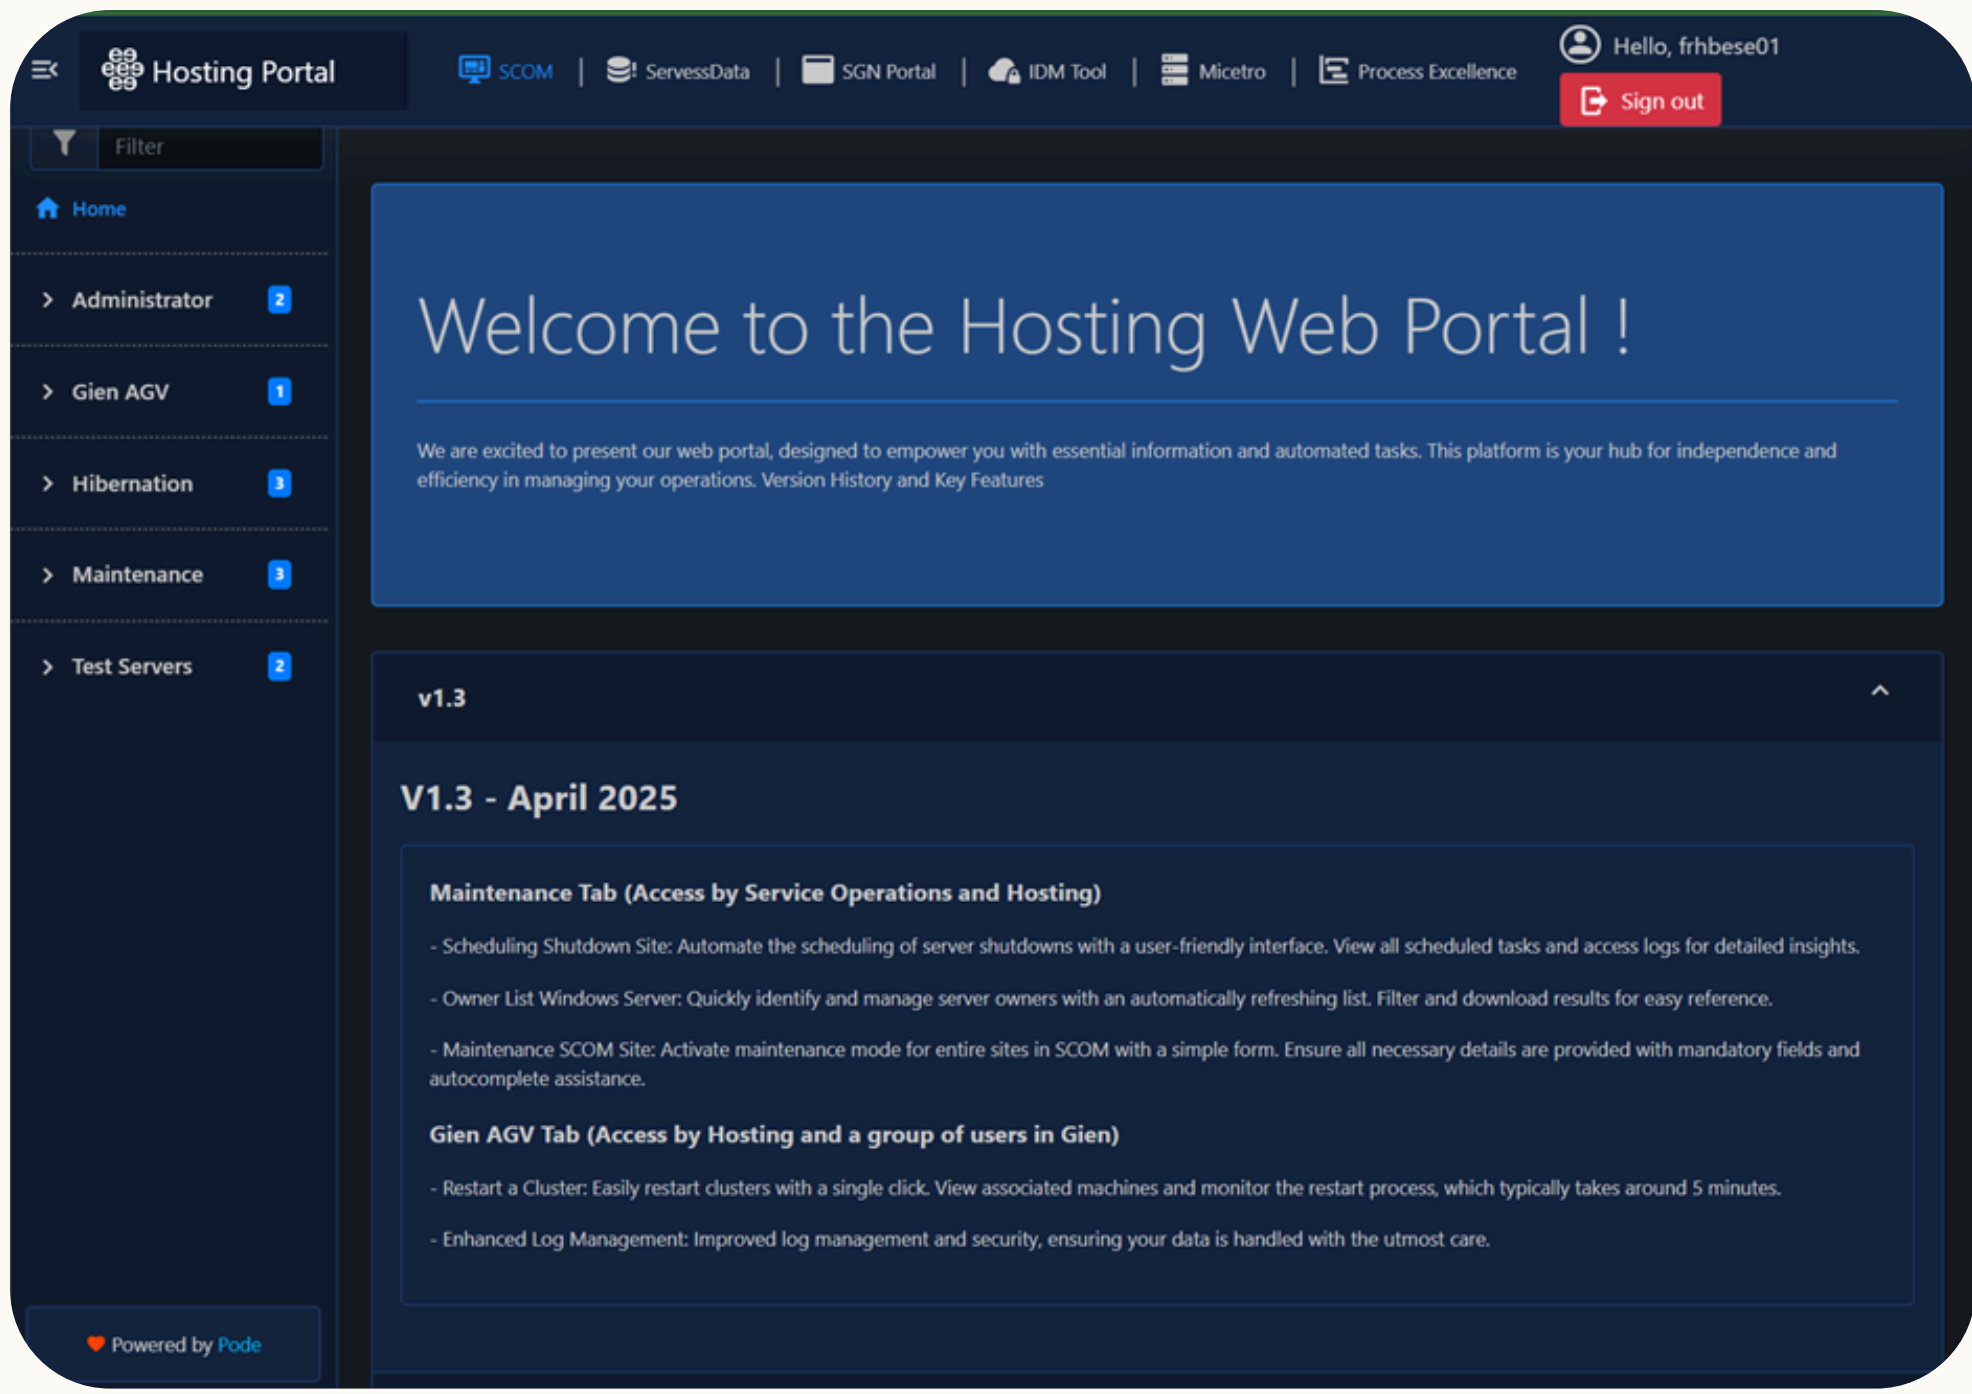 Hosting Portal
SCOM | ServessData | SGN Portal | IDM Tool | Micetro | Process Excellence
Hello, frhbese01
Sign out
Filter
Home
Administrator 2
Gien AGV 1
Hibernation 3
Maintenance 3
Test Servers 2
Welcome to the Hosting Web Portal !
We are excited to present our web portal, designed to empower you with essential information and automated tasks. This platform is your hub for independence and
efficiency in managing your operations. Version History and Key Features
v1.3
V1.3 - April 2025
Maintenance Tab (Access by Service Operations and Hosting)
- Scheduling Shutdown Site: Automate the scheduling of server shutdowns with a user-friendly interface. View all scheduled tasks and access logs for detailed insights.
- Owner List Windows Server: Quickly identify and manage server owners with an automatically refreshing list. Filter and download results for easy reference.
- Maintenance SCOM Site: Activate maintenance mode for entire sites in SCOM with a simple form. Ensure all necessary details are provided with mandatory fields and
autocomplete assistance.
Gien AGV Tab (Access by Hosting and a group of users in Gien)
- Restart a Cluster: Easily restart clusters with a single click. View associated machines and monitor the restart process, which typically takes around 5 minutes.
- Enhanced Log Management: Improved log management and security, ensuring your data is handled with the utmost care.
Powered by Pode